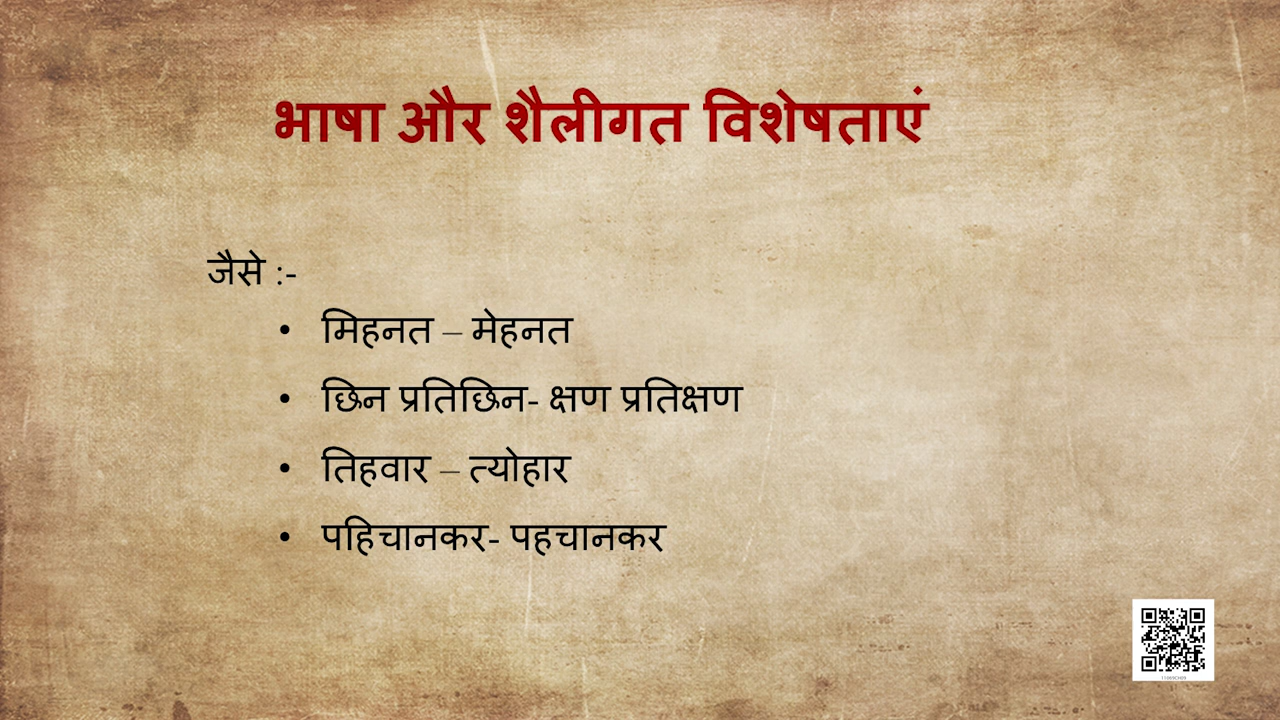 भाषा और शैलीगत विशेषताएं
जैसे :-
• मिहनत – मेहनत
• छिन प्रतिछिन- क्षण प्रतिक्षण
• तिहवार – त्योहार
• पहिचानकर- पहचानकर